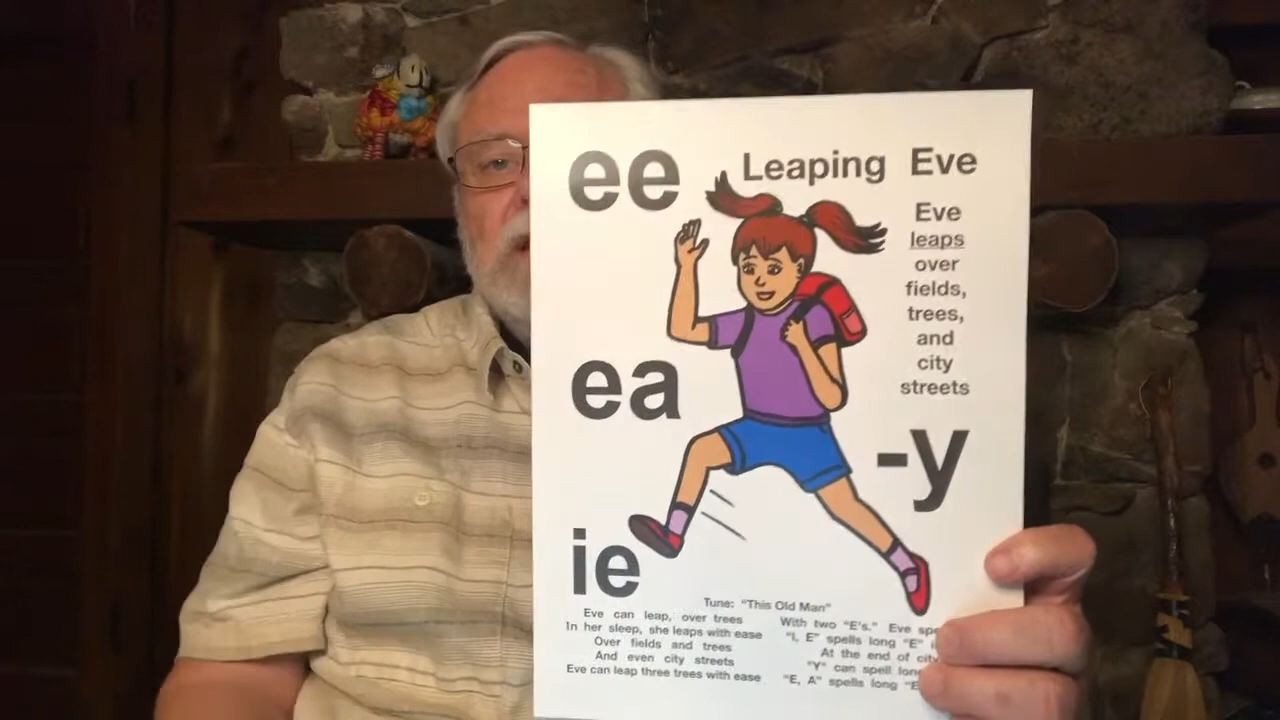 ee
Leaping Eve
Eve
leaps
over
fields,
trees,
and
city
streets
ea
-y
ie
Tune: "This Old Man"
Eve can leap, over trees
In her sleep, she leaps with ease
Over fields and trees
And even city streets
Eve can leap three trees with ease
With two "E's." Eve
"I, E" spells long "E"
At the end of city
"Y" can spell long
"E, A" spells long "E